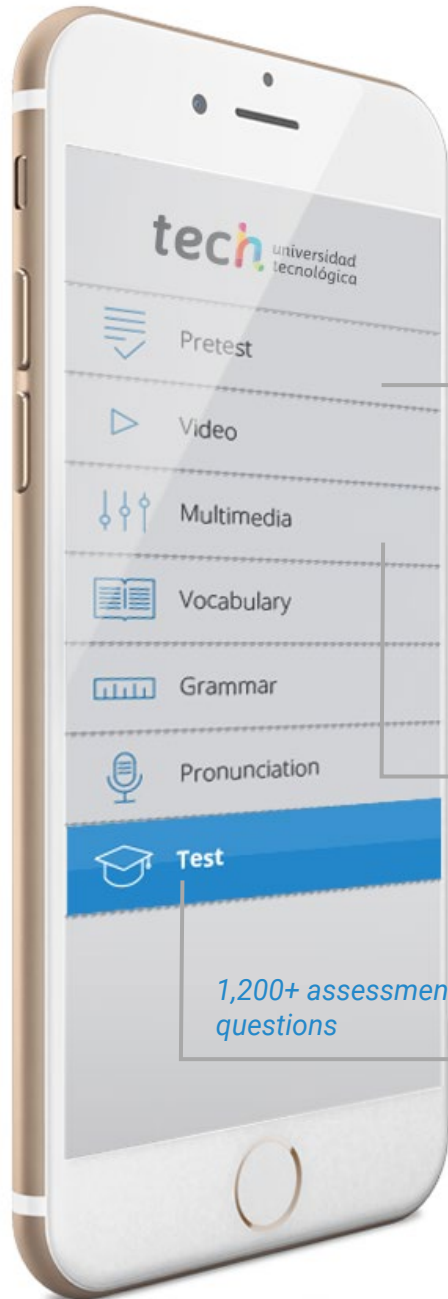 tech universidad
tecnológica
Pretest
Video
Multimedia
Vocabulary
Grammar
Pronunciation
Test
1,200+ assessmen
questions